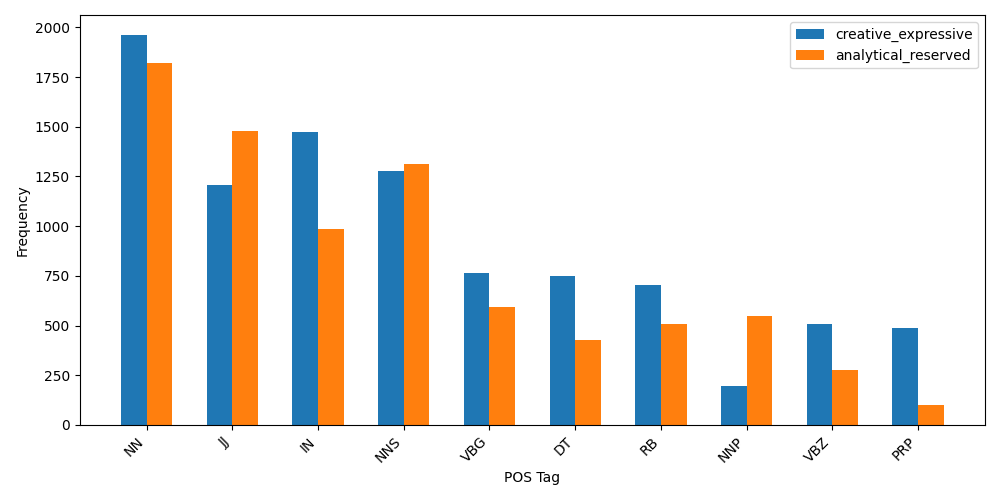 creative_expressive
analytical_reserved
2000
1750
1500
1250
1000
750
500
250
0
Frequency
NN
JJ
IN
NNS
VBG
DT
RB
NNP
VBZ
PRP
POS Tag